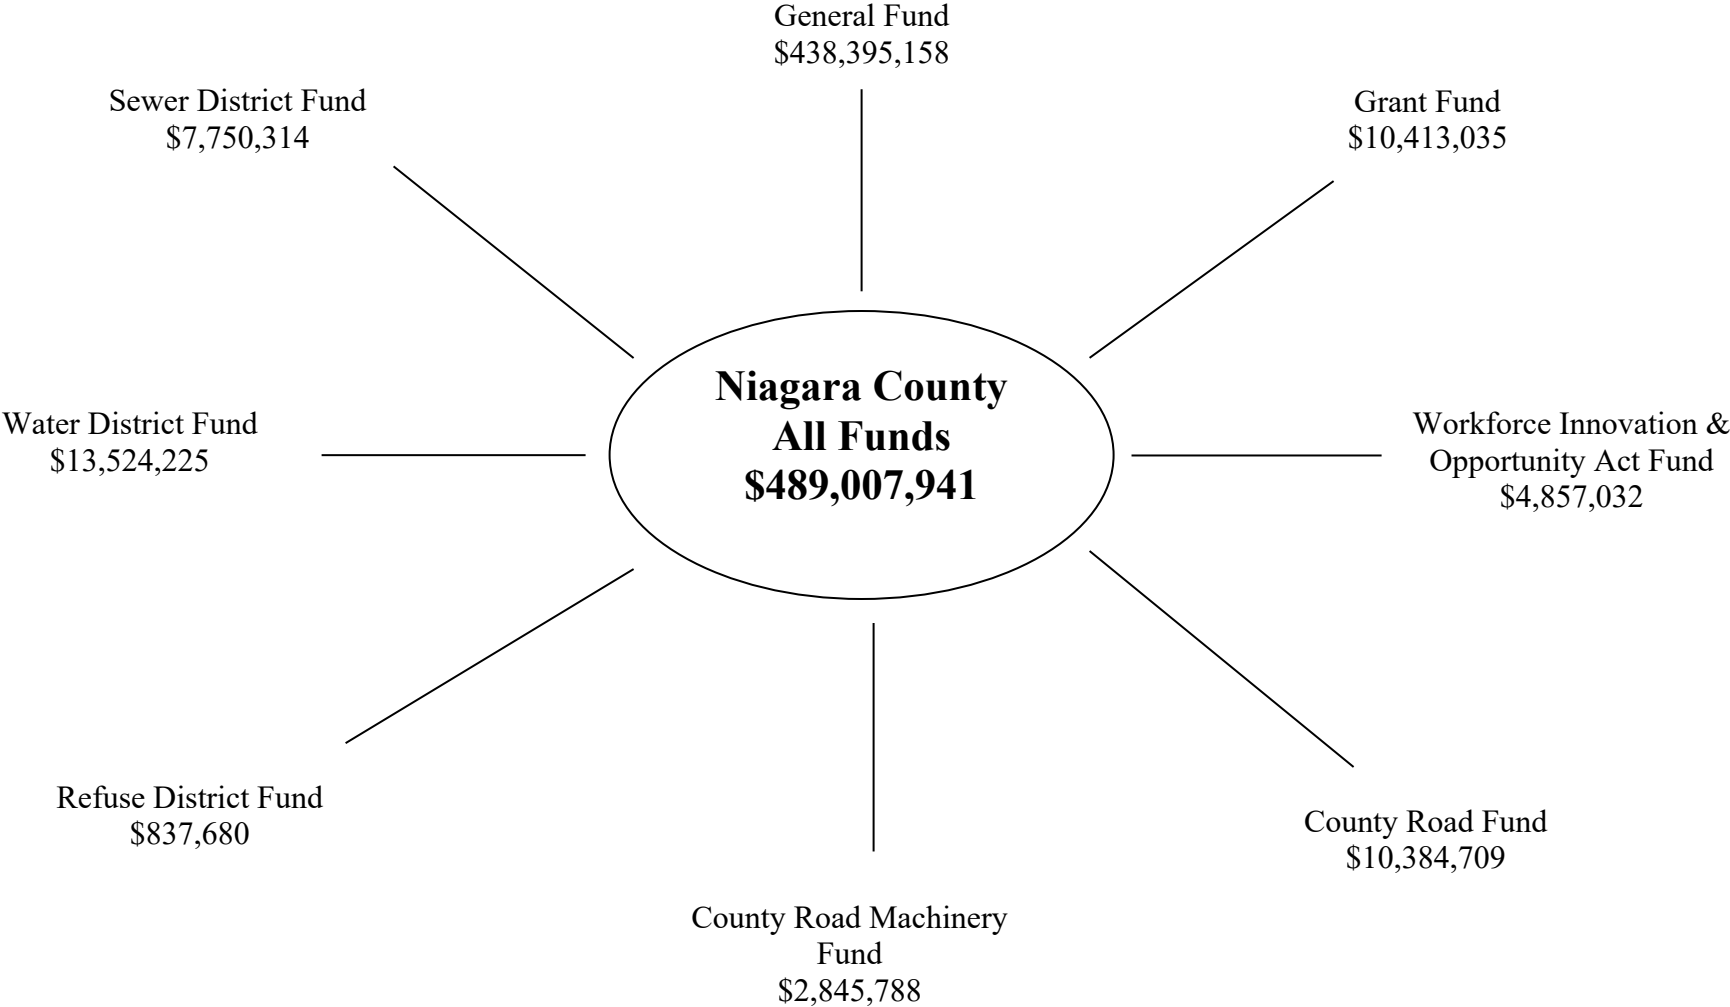 General Fund
$438,395,158
Sewer District Fund
$7,750,314
Grant Fund
$10,413,035
Niagara County
All Funds
$489,007,941
Water District Fund
$13,524,225
Workforce Innovation &
Opportunity Act Fund
$4,857,032
Refuse District Fund
$837,680
County Road Fund
$10,384,709
County Road Machinery
Fund
$2,845,788